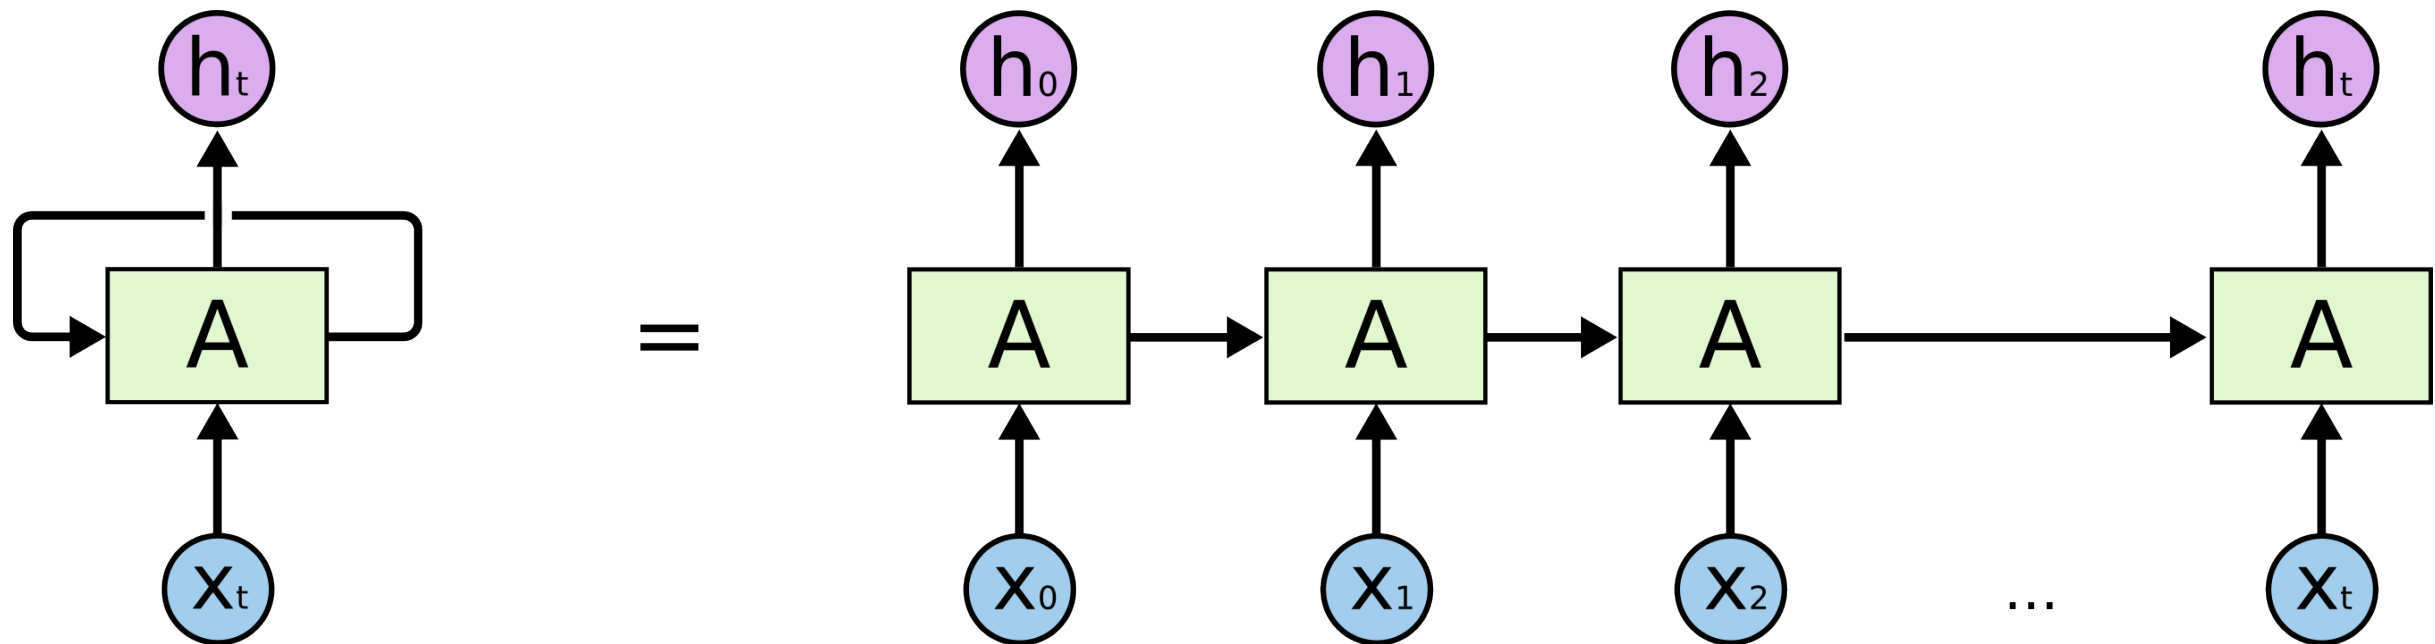 hₜ h₀ h₁ h₂ hₜ
A = A A A A
xₜ x₀ x₁ x₂ ... xₜ